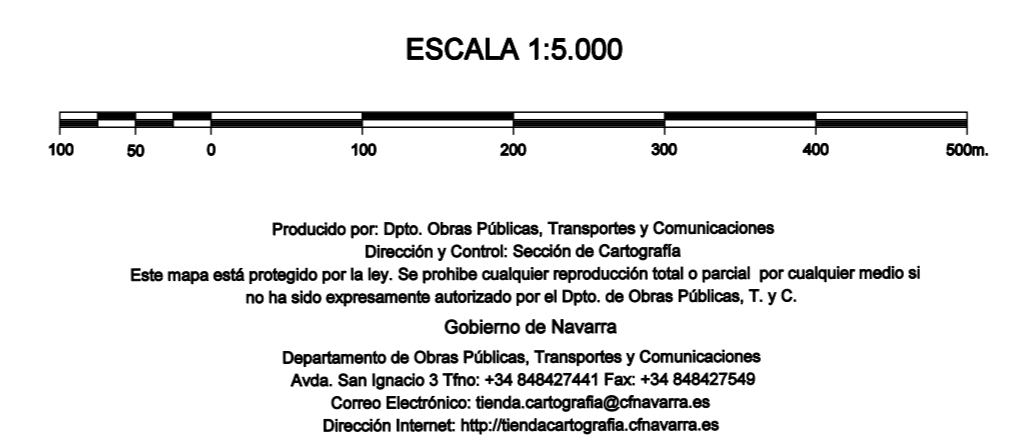 ESCALA 1:5.000
100 50 0 100 200 300 400 500m.
Producido por: Dpto. Obras Públicas, Transportes y Comunicaciones
Dirección y Control: Sección de Cartografía
Este mapa está protegido por la ley. Se prohibe cualquier reproducción total o parcial por cualquier medio si
no ha sido expresamente autorizado por el Dpto. de Obras Públicas, T. y C.
Gobierno de Navarra
Departamento de Obras Públicas, Transportes y Comunicaciones
Avda. San Ignacio 3 Tfno: +34 848427441 Fax: +34 848427549
Correo Electrónico: tienda.cartografia@cfnavarra.es
Dirección Internet: http://tiendacartografia.cfnavarra.es